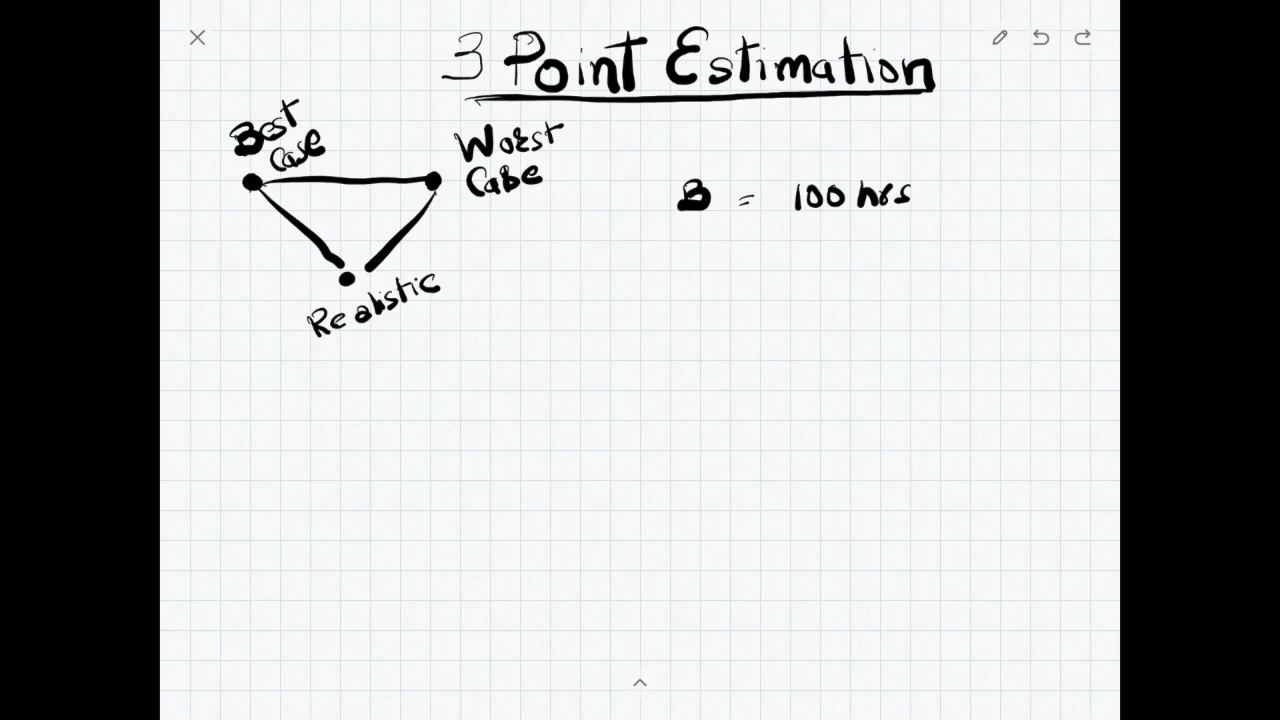 3 Point Estimation
Best
Case
Worst
Case
Realistic
B = 100 hrs